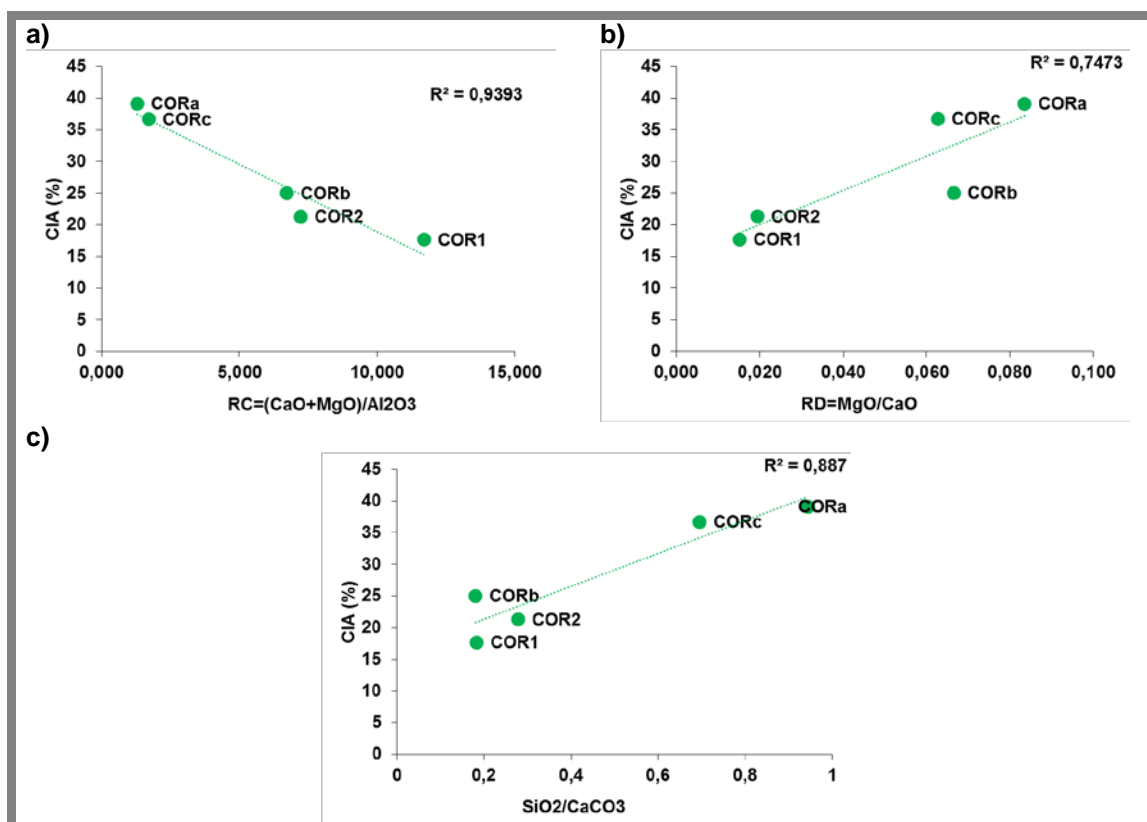 a)
45
40
35
30
25
20
15
10
5
0
CIA (%)
R² = 0,9393
CORa
CORc
CORb
COR2
COR1
0,000
5,000
10,000
15,000
RC=(CaO+MgO)/Al2O3
b)
45
40
35
30
25
20
15
10
5
0
CIA (%)
R² = 0,7473
CORa
CORc
CORb
COR2
COR1
0,000
0,020
0,040
0,060
0,080
0,100
RD=MgO/CaO
c)
45
40
35
30
25
20
15
10
5
0
CIA (%)
R² = 0,887
CORa
CORc
CORb
COR2
COR1
0
0,2
0,4
0,6
0,8
1
SiO2/CaCO3